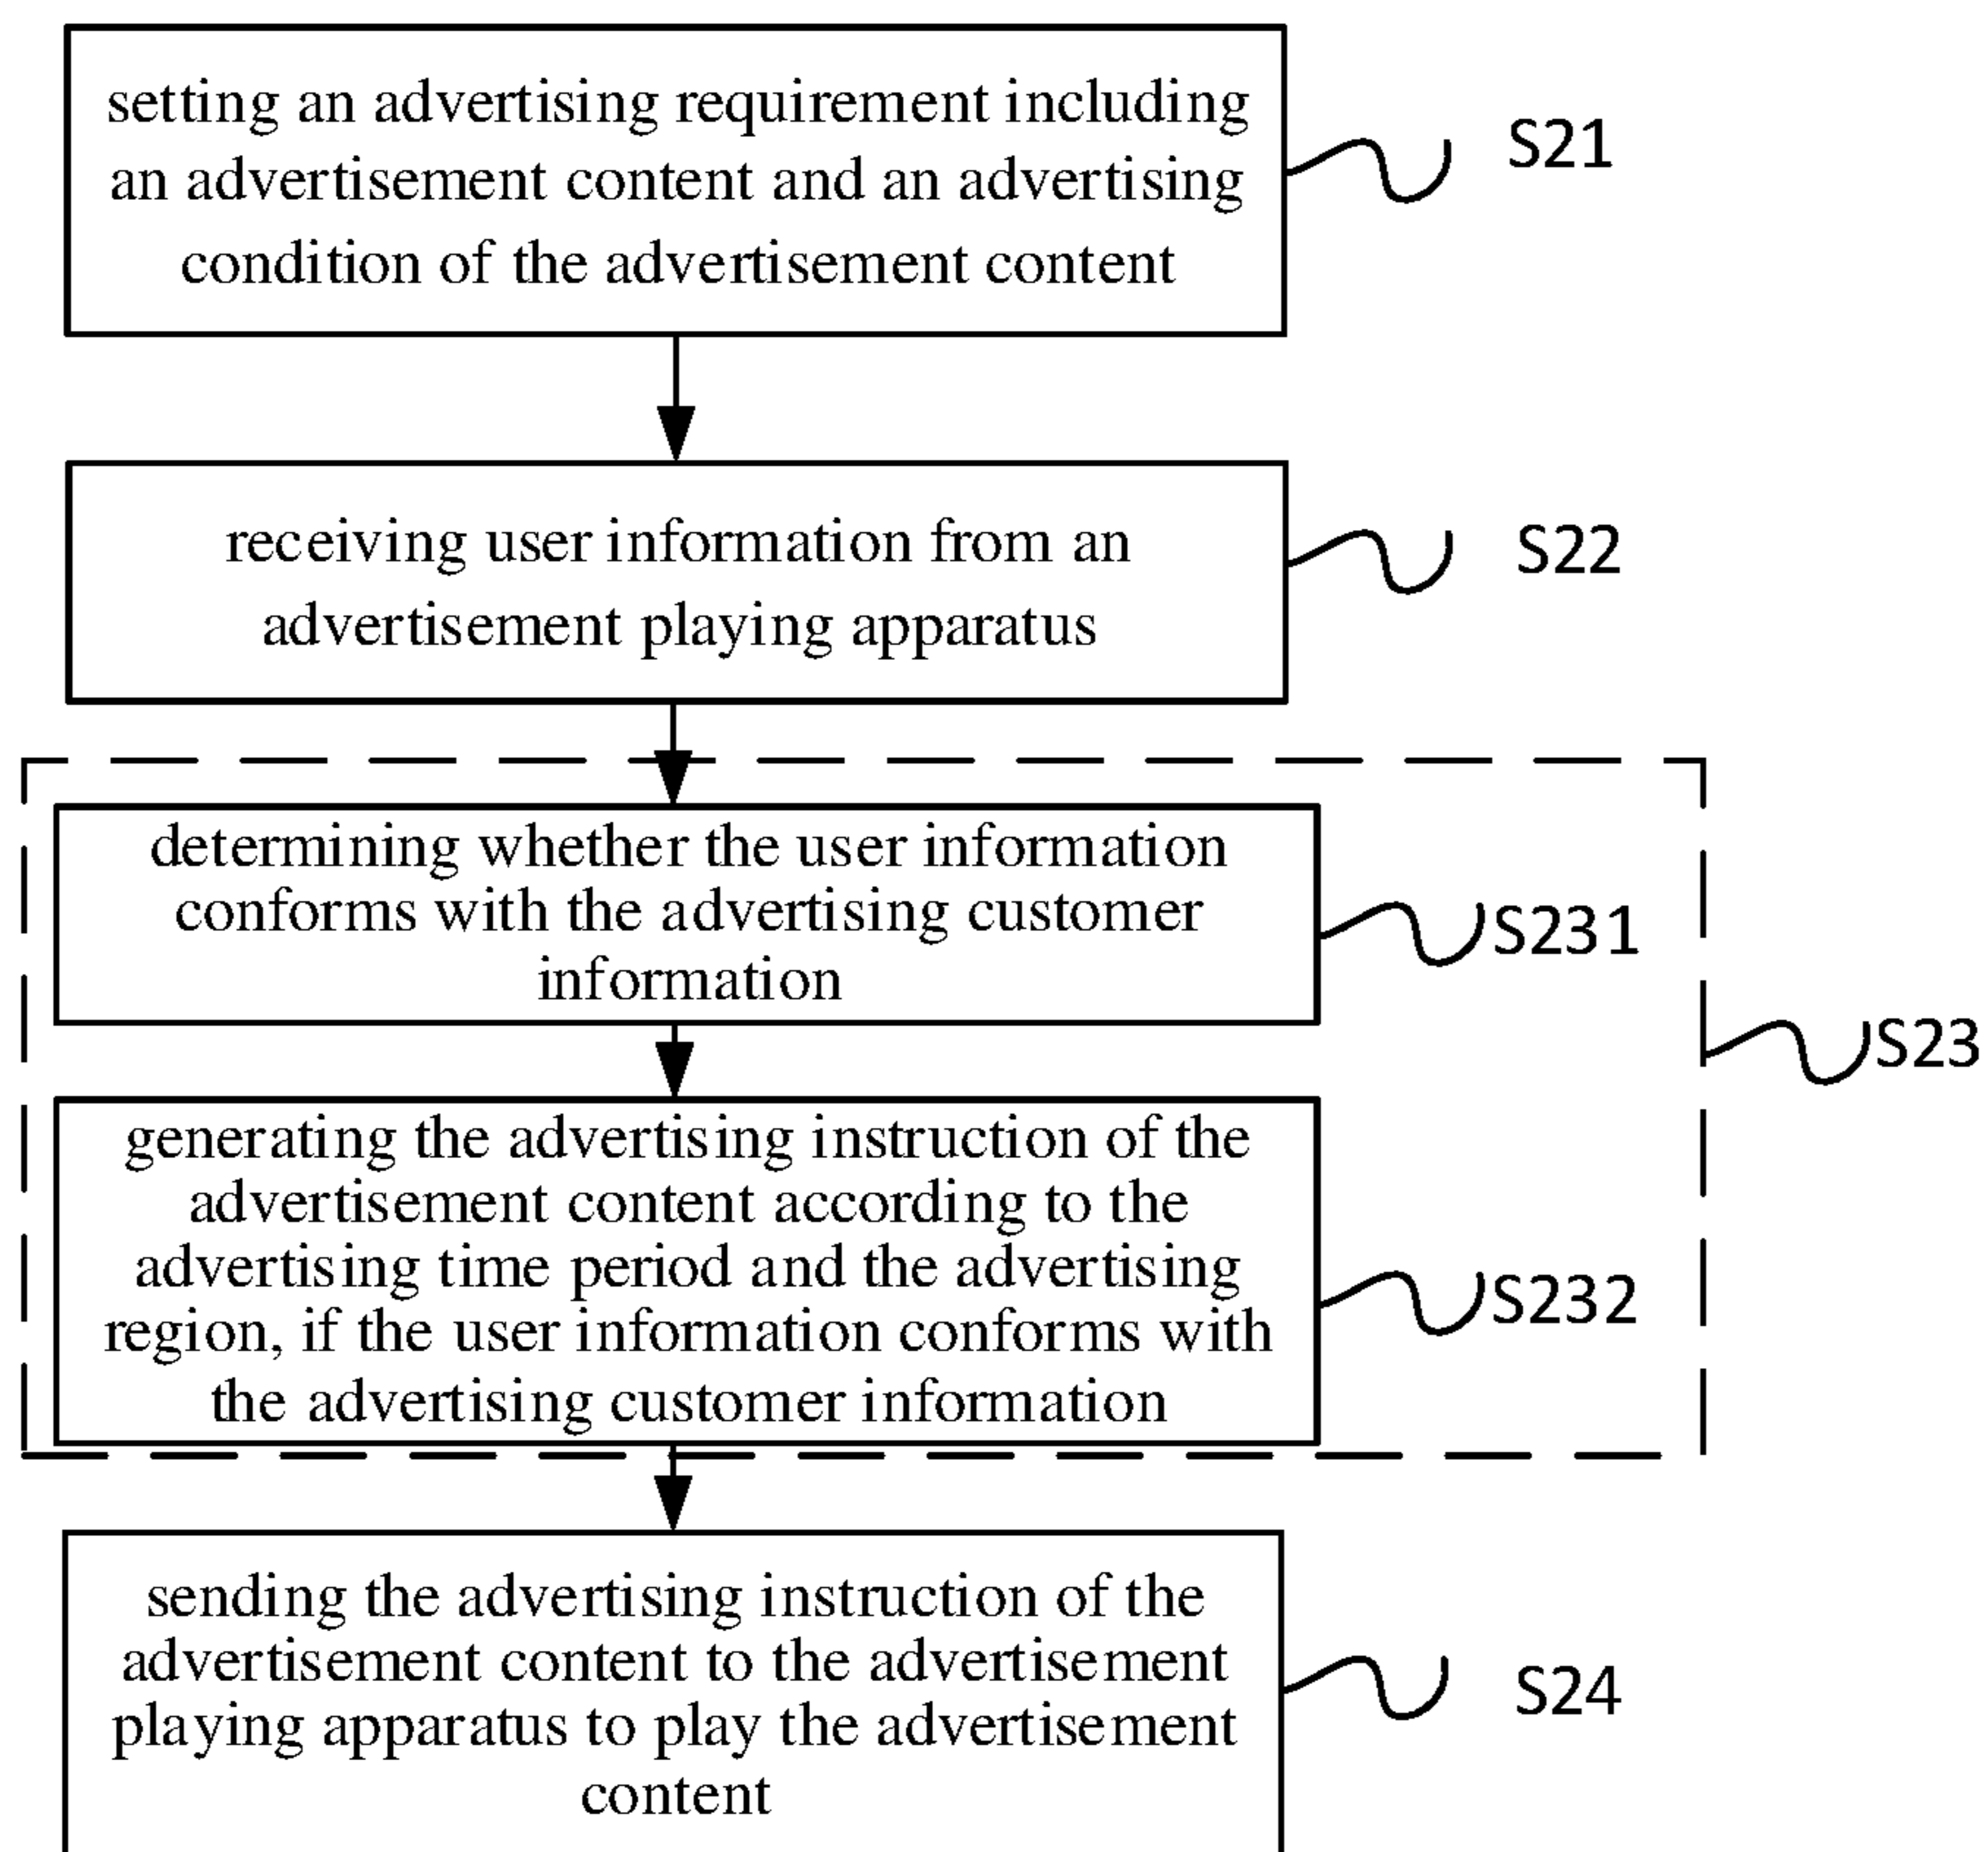 setting an advertising requirement including
an advertisement content and an advertising
condition of the advertisement content
S21
receiving user information from an
advertisement playing apparatus
S22
determining whether the user information
conforms with the advertising customer
information
S231
S23
generating the advertising instruction of the
advertisement content according to the
advertising time period and the advertising
region, if the user information conforms with
the advertising customer information
S232
sending the advertising instruction of the
advertisement content to the advertisement
playing apparatus to play the advertisement
content
S24